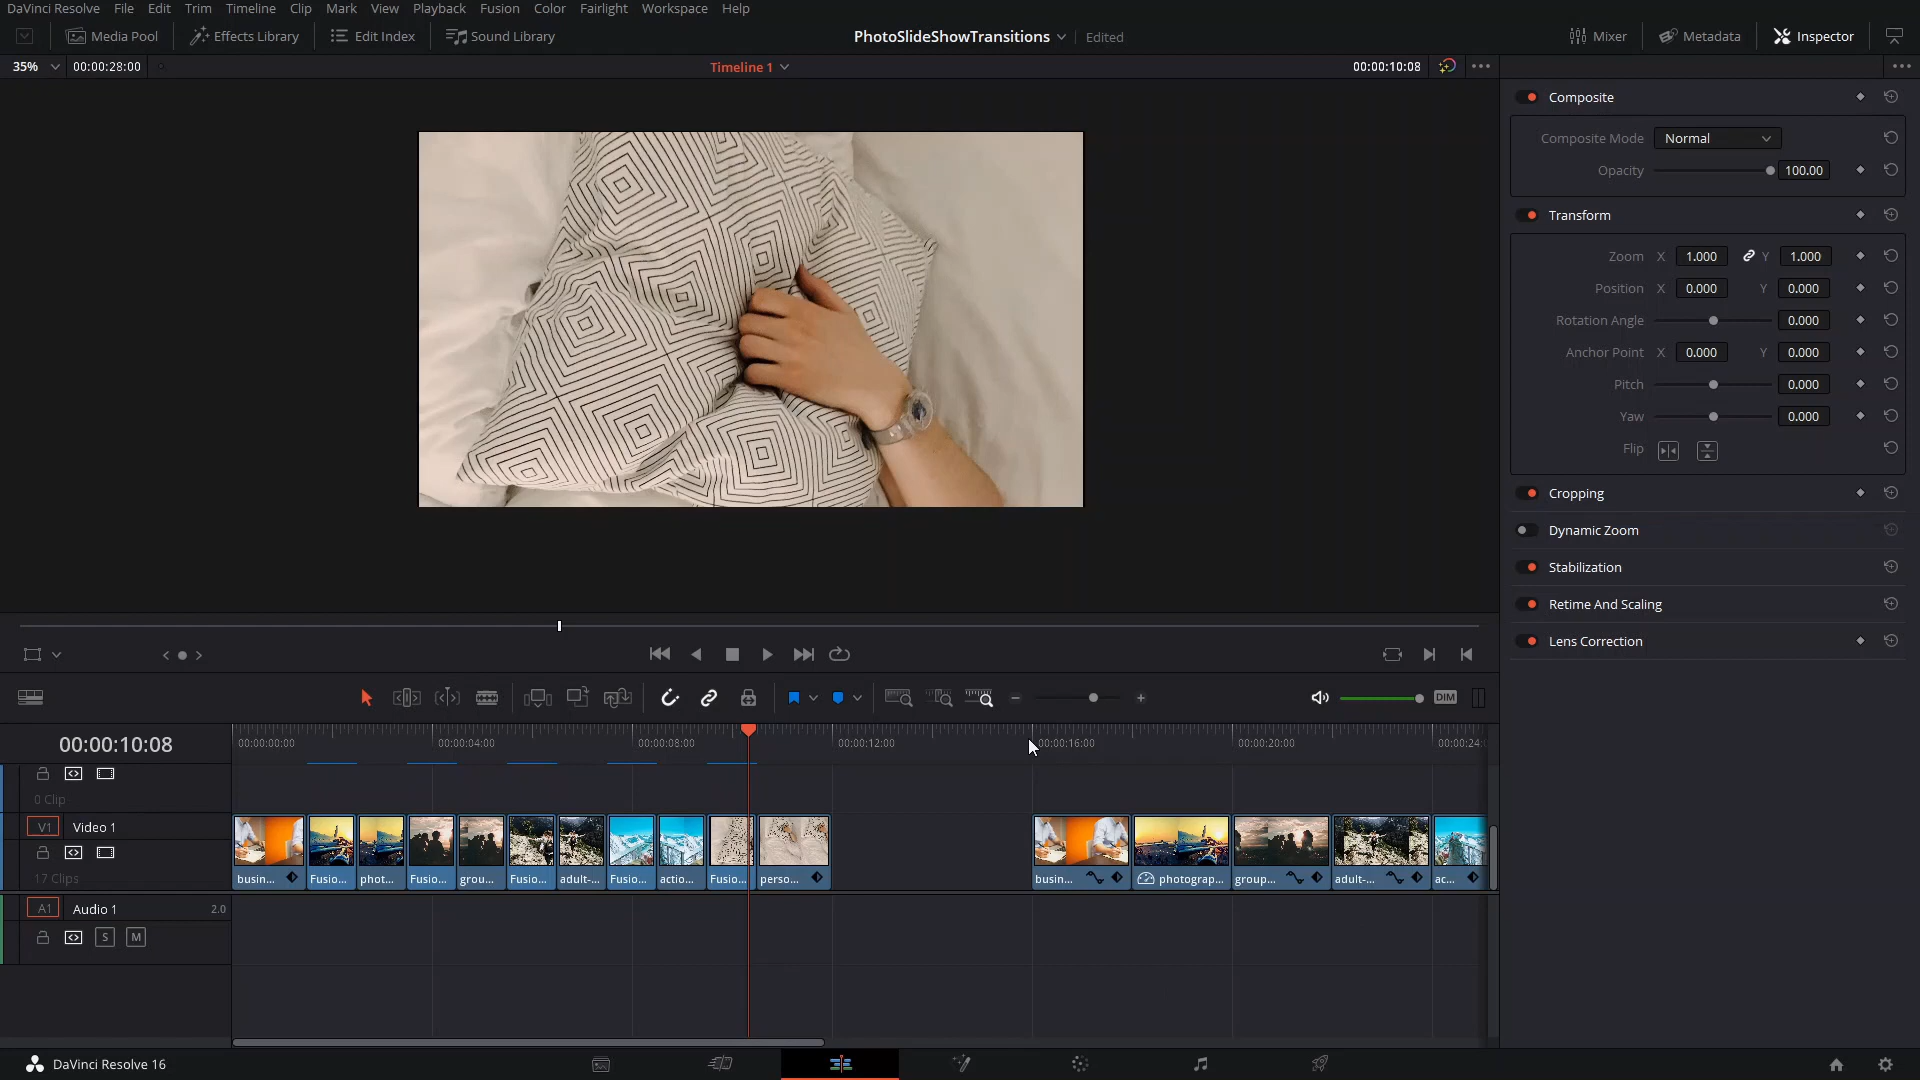 DaVinci Resolve File Edit Trim Timeline Clip Mark View Playback Fusion Color Fairlight Workspace Help
Media Pool Effects Library Edit Index Sound Library PhotoSlideShowTransitions Edited Mixer Metadata Inspector
35% 00:00:28:00 Timeline 1 00:00:10:08
Composite
Composite Mode Normal
Opacity 100.00
Transform
Zoom X 1.000 Y 1.000
Position X 0.000 Y 0.000
Rotation Angle 0.000
Anchor Point X 0.000 Y 0.000
Pitch 0.000
Yaw 0.000
Flip
Cropping
Dynamic Zoom
Stabilization
Retime And Scaling
Lens Correction
DIM
00:00:10:08 00:00:00:00 00:00:04:00 00:00:08:00 00:00:12:00 00:00:16:00 00:00:20:00 00:00:24:
0 Clip
V1 Video 1
17 Clips
busin... Fusio... phot... Fusio... grou... Fusio... adult-... Fusio... actio... Fusio... perso... busin... photograp... group... adult-... ac...
A1 Audio 1 2.0
S M
DaVinci Resolve 16